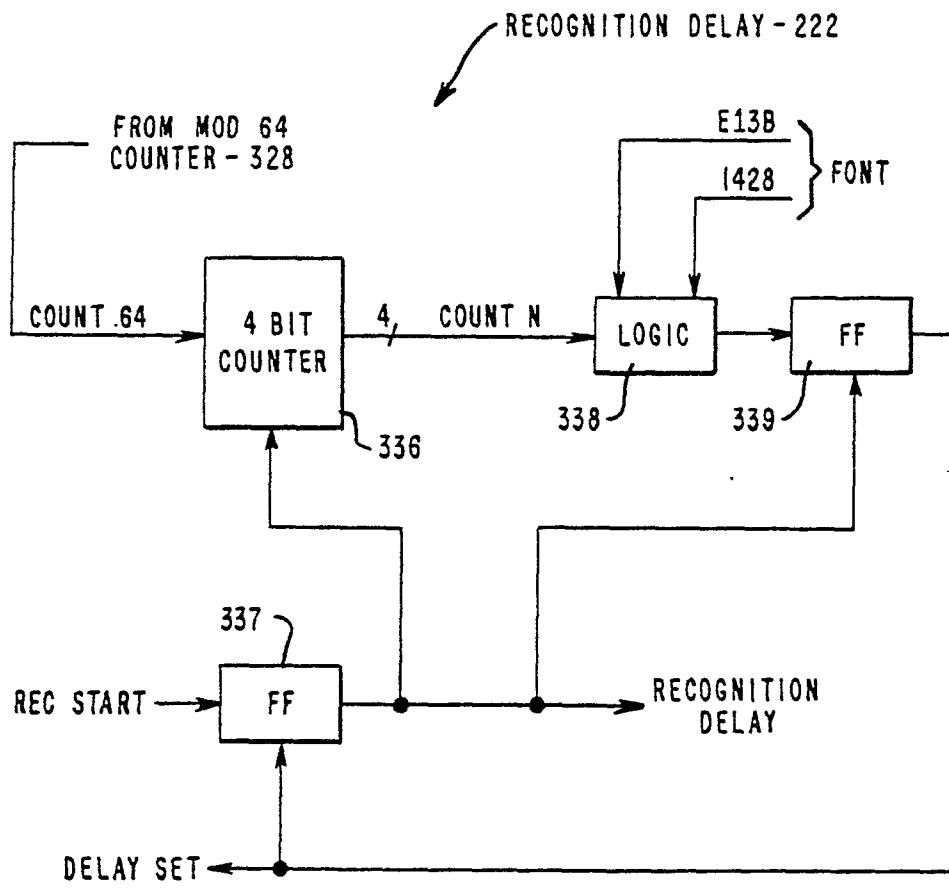 RECOGNITION DELAY-222
FROM MOD 64
COUNTER-328
E13B
1428
FONT
COUNT .64
4 BIT
COUNTER
4
COUNT N
LOGIC
FF
336
338
339
337
REC START
FF
RECOGNITION
DELAY
DELAY SET